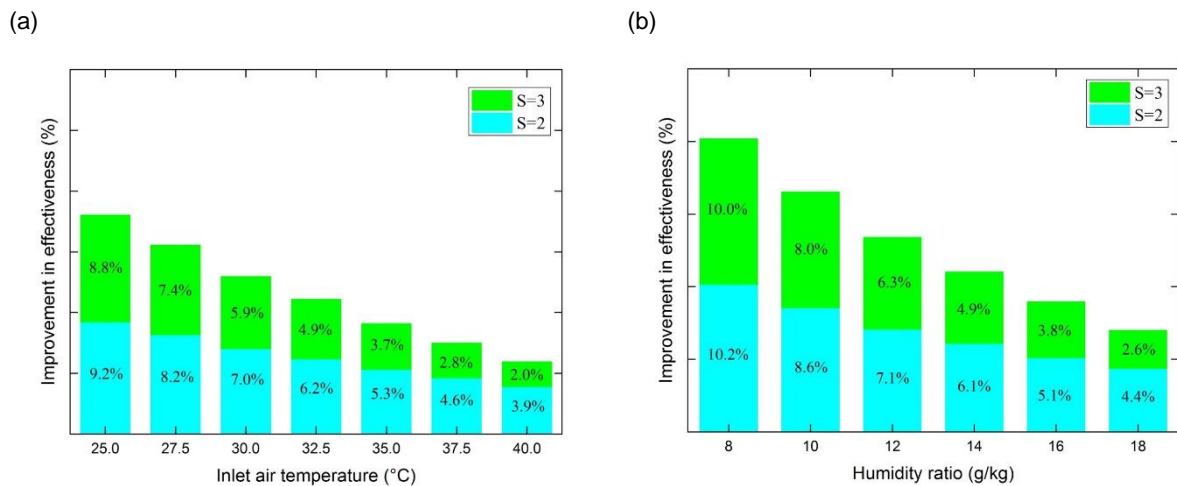 (a)
(b)
Improvement in effectiveness (%)
S=3
S=2
8.8%
7.4%
5.9%
4.9%
3.7%
2.8%
2.0%
9.2%
8.2%
7.0%
6.2%
5.3%
4.6%
3.9%
25.0 27.5 30.0 32.5 35.0 37.5 40.0
Inlet air temperature (°C)
Improvement in effectiveness (%)
S=3
S=2
10.0%
8.0%
6.3%
4.9%
3.8%
2.6%
10.2%
8.6%
7.1%
6.1%
5.1%
4.4%
8 10 12 14 16 18
Humidity ratio (g/kg)